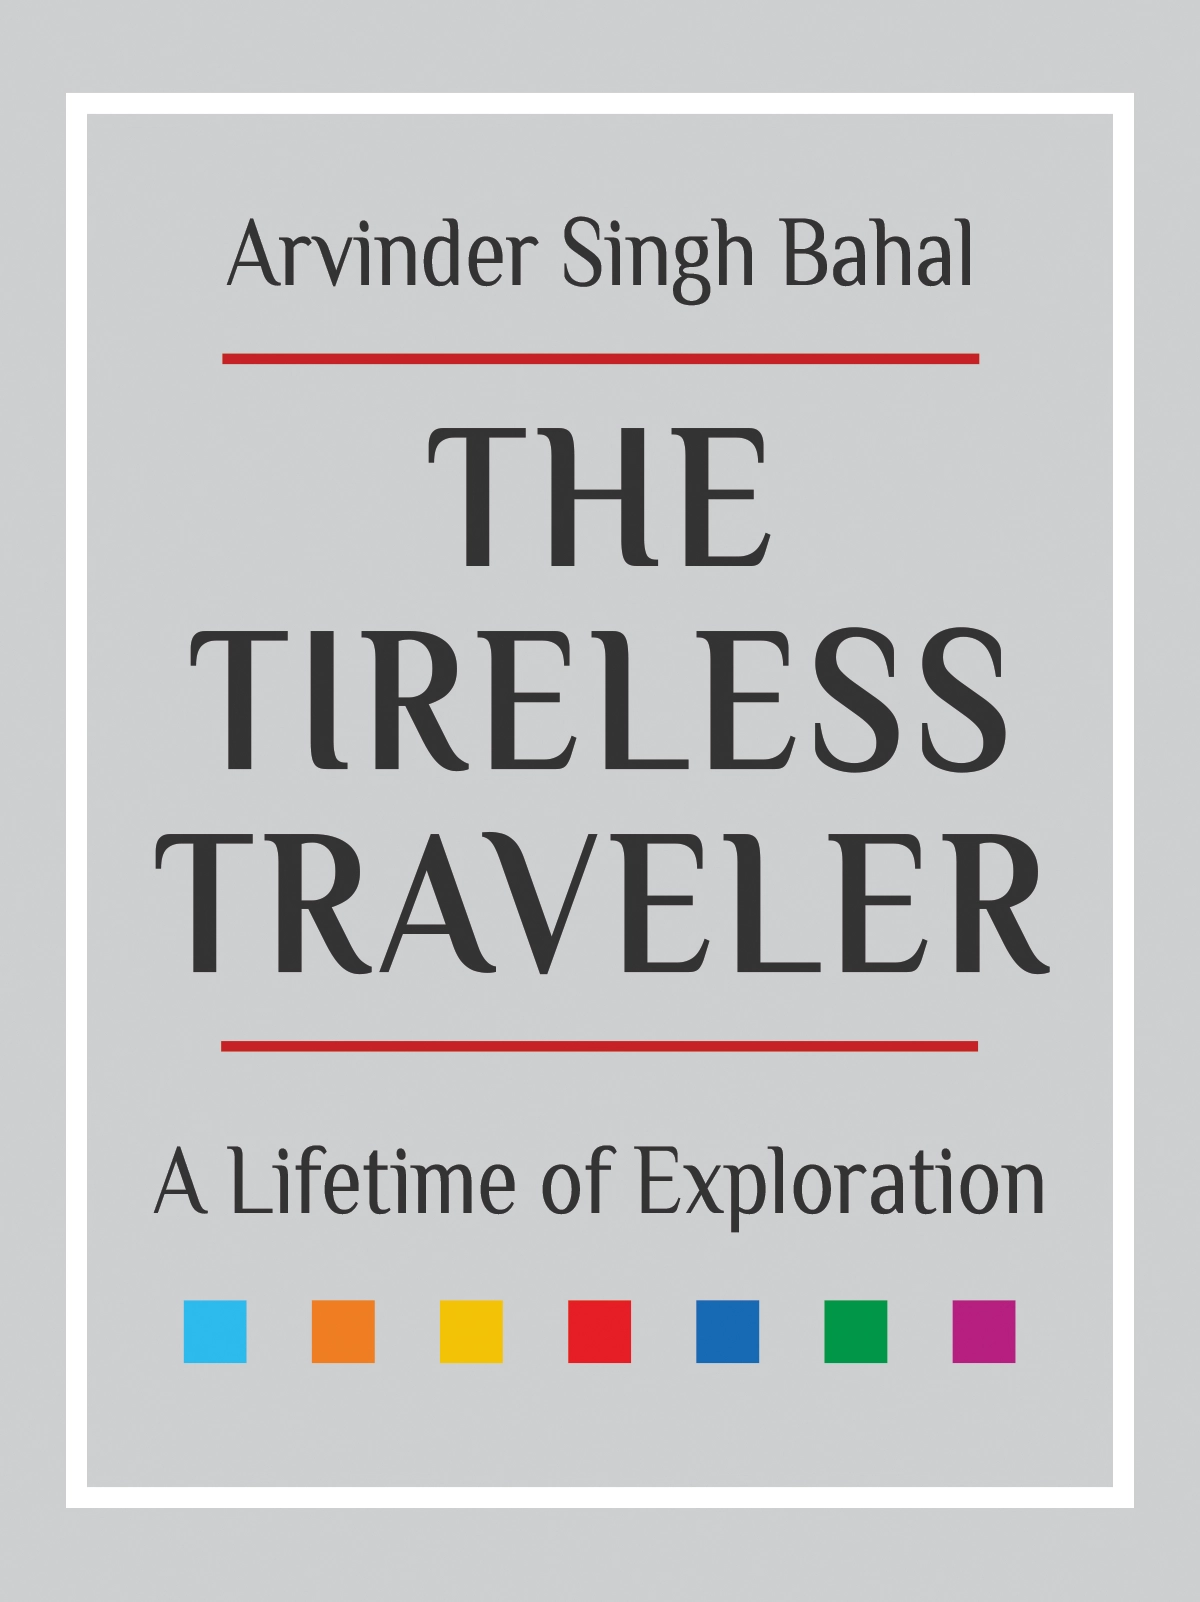 Arvinder Singh Bahal
THE
TIRELESS
TRAVELER
A Lifetime of Exploration